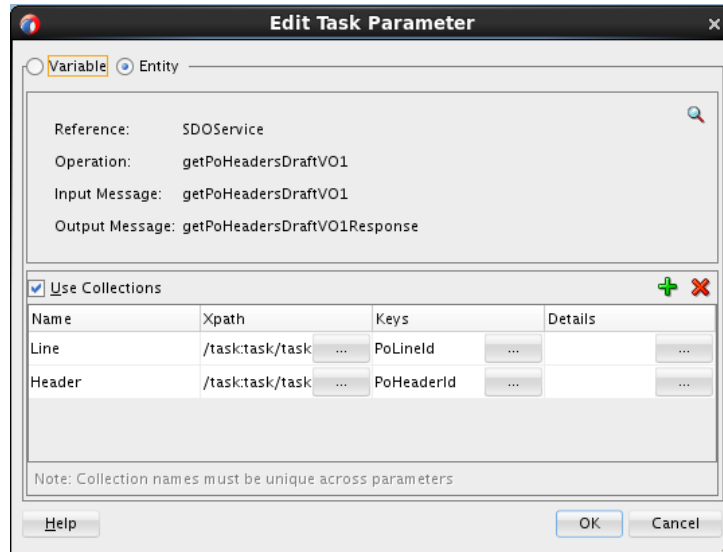 Edit Task Parameter
Variable Entity
Reference: SDOService
Operation: getPoHeadersDraftVO1
Input Message: getPoHeadersDraftVO1
Output Message: getPoHeadersDraftVO1Response
Use Collections
Name Xpath Keys Details
Line /task:task/task ... PoLineId ... ...
Header /task:task/task ... PoHeaderId ... ...
Note: Collection names must be unique across parameters
Help OK Cancel